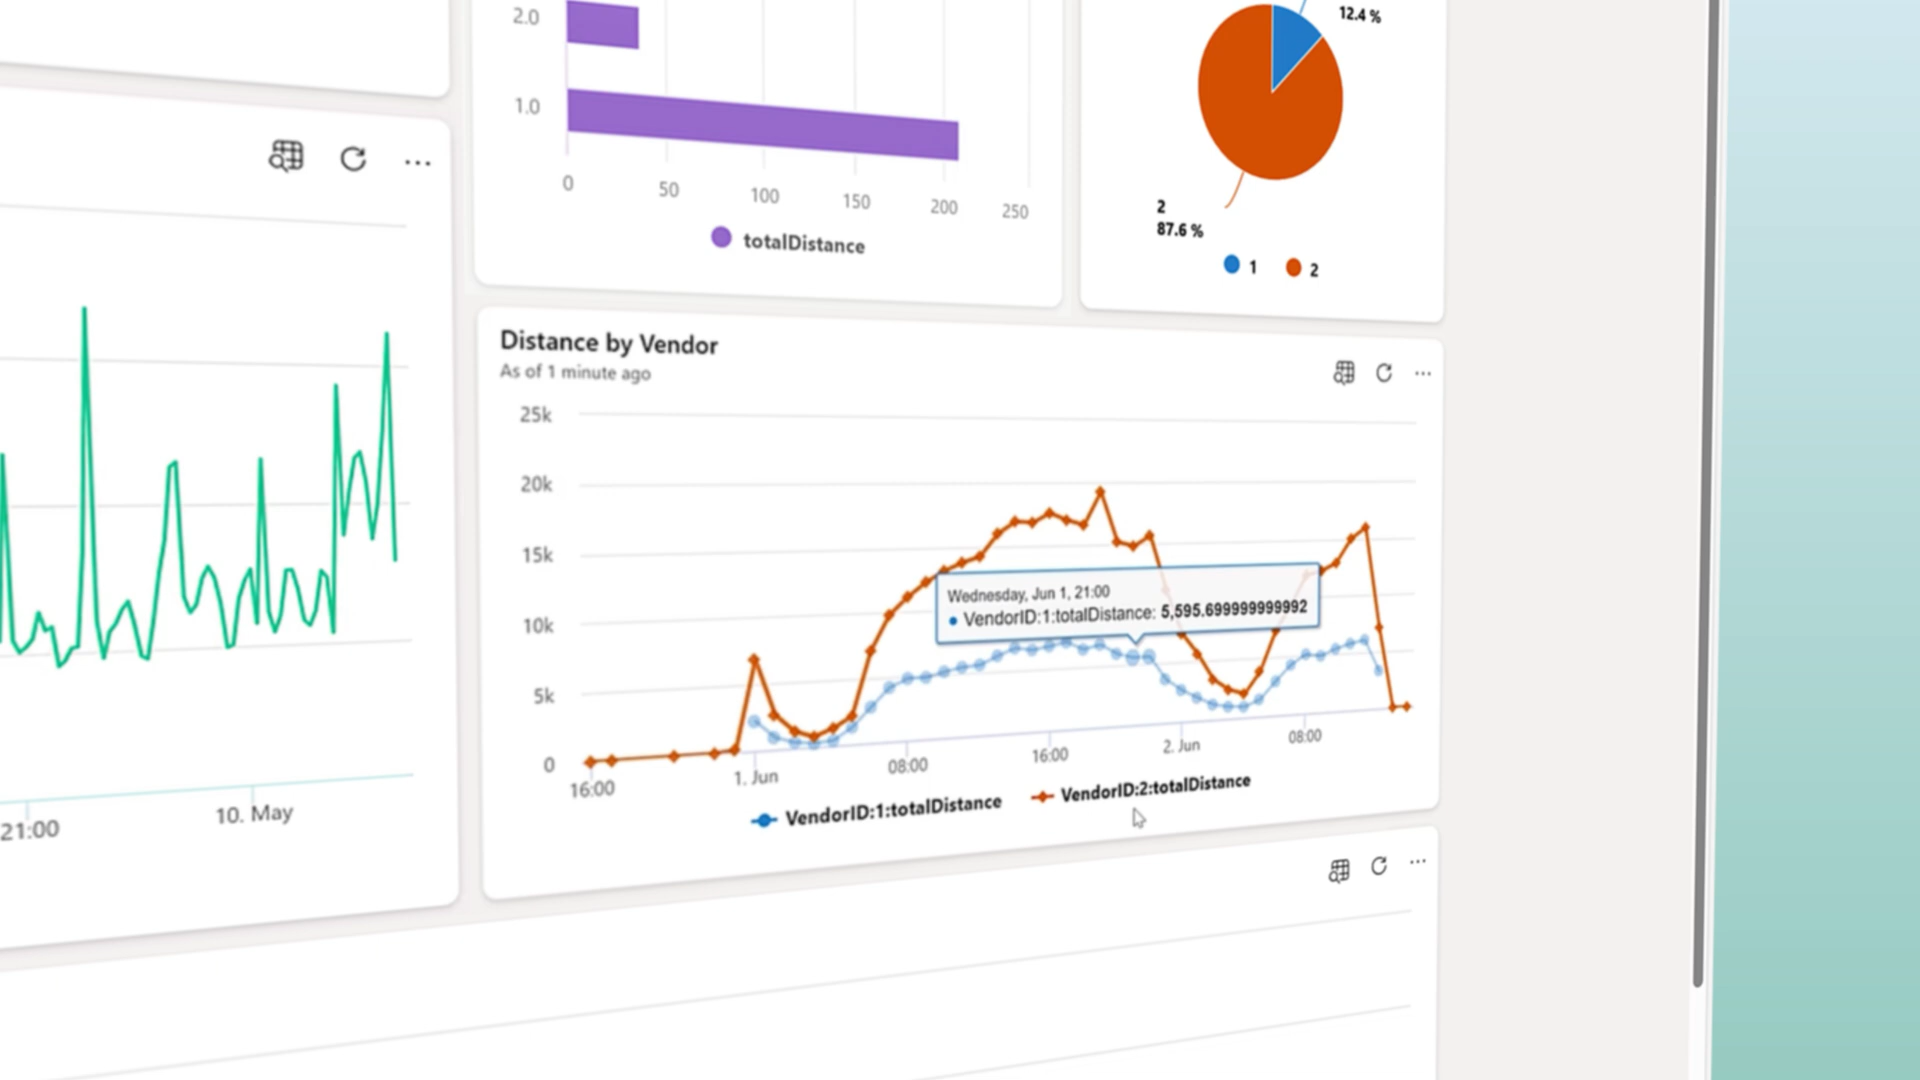 2.0
1.0
0 50 100 150 200 250
totalDistance
12.4 %
2
87.6 %
1 2
21:00 10. May
Distance by Vendor
As of 1 minute ago
25k
20k
15k
10k
5k
0
Wednesday, Jun 1, 21:00
VendorID:1:totalDistance: 5,595.699999999992
16:00 1. Jun 08:00 16:00 2. Jun 08:00
VendorID:1:totalDistance VendorID:2:totalDistance